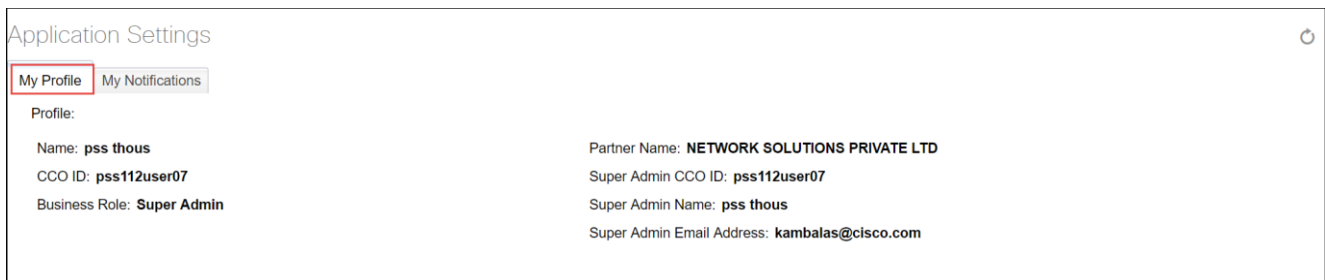 Application Settings
My Profile My Notifications
Profile:
Name: pss thous
Partner Name: NETWORK SOLUTIONS PRIVATE LTD
CCO ID: pss112user07
Super Admin CCO ID: pss112user07
Business Role: Super Admin
Super Admin Name: pss thous
Super Admin Email Address: kambalas@cisco.com